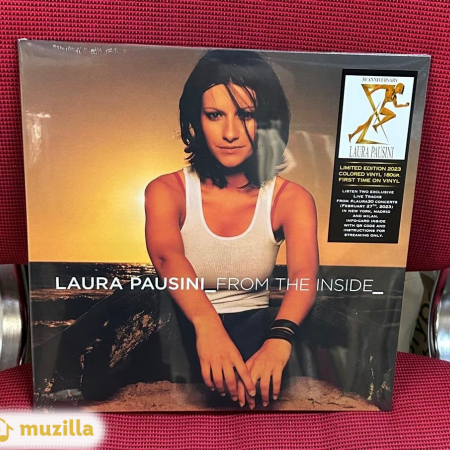 30 ANNIVERSARY
LAURA PAUSINI
LIMITED EDITION 2023
COLORED VINYL 180GR.
FIRST TIME ON VINYL
LISTEN TWO EXCLUSIVE
LIVE TRACKS
FROM #LAURA30 CONCERTS
(FEBRUARY 27TH, 2023)
IN NEW YORK, MADRID
AND MILAN.
INFO-CARD INSIDE
WITH QR CODE AND
INSTRUCTIONS FOR
STREAMING ONLY.
LAURA PAUSINI_FROM THE INSIDE_
muzilla